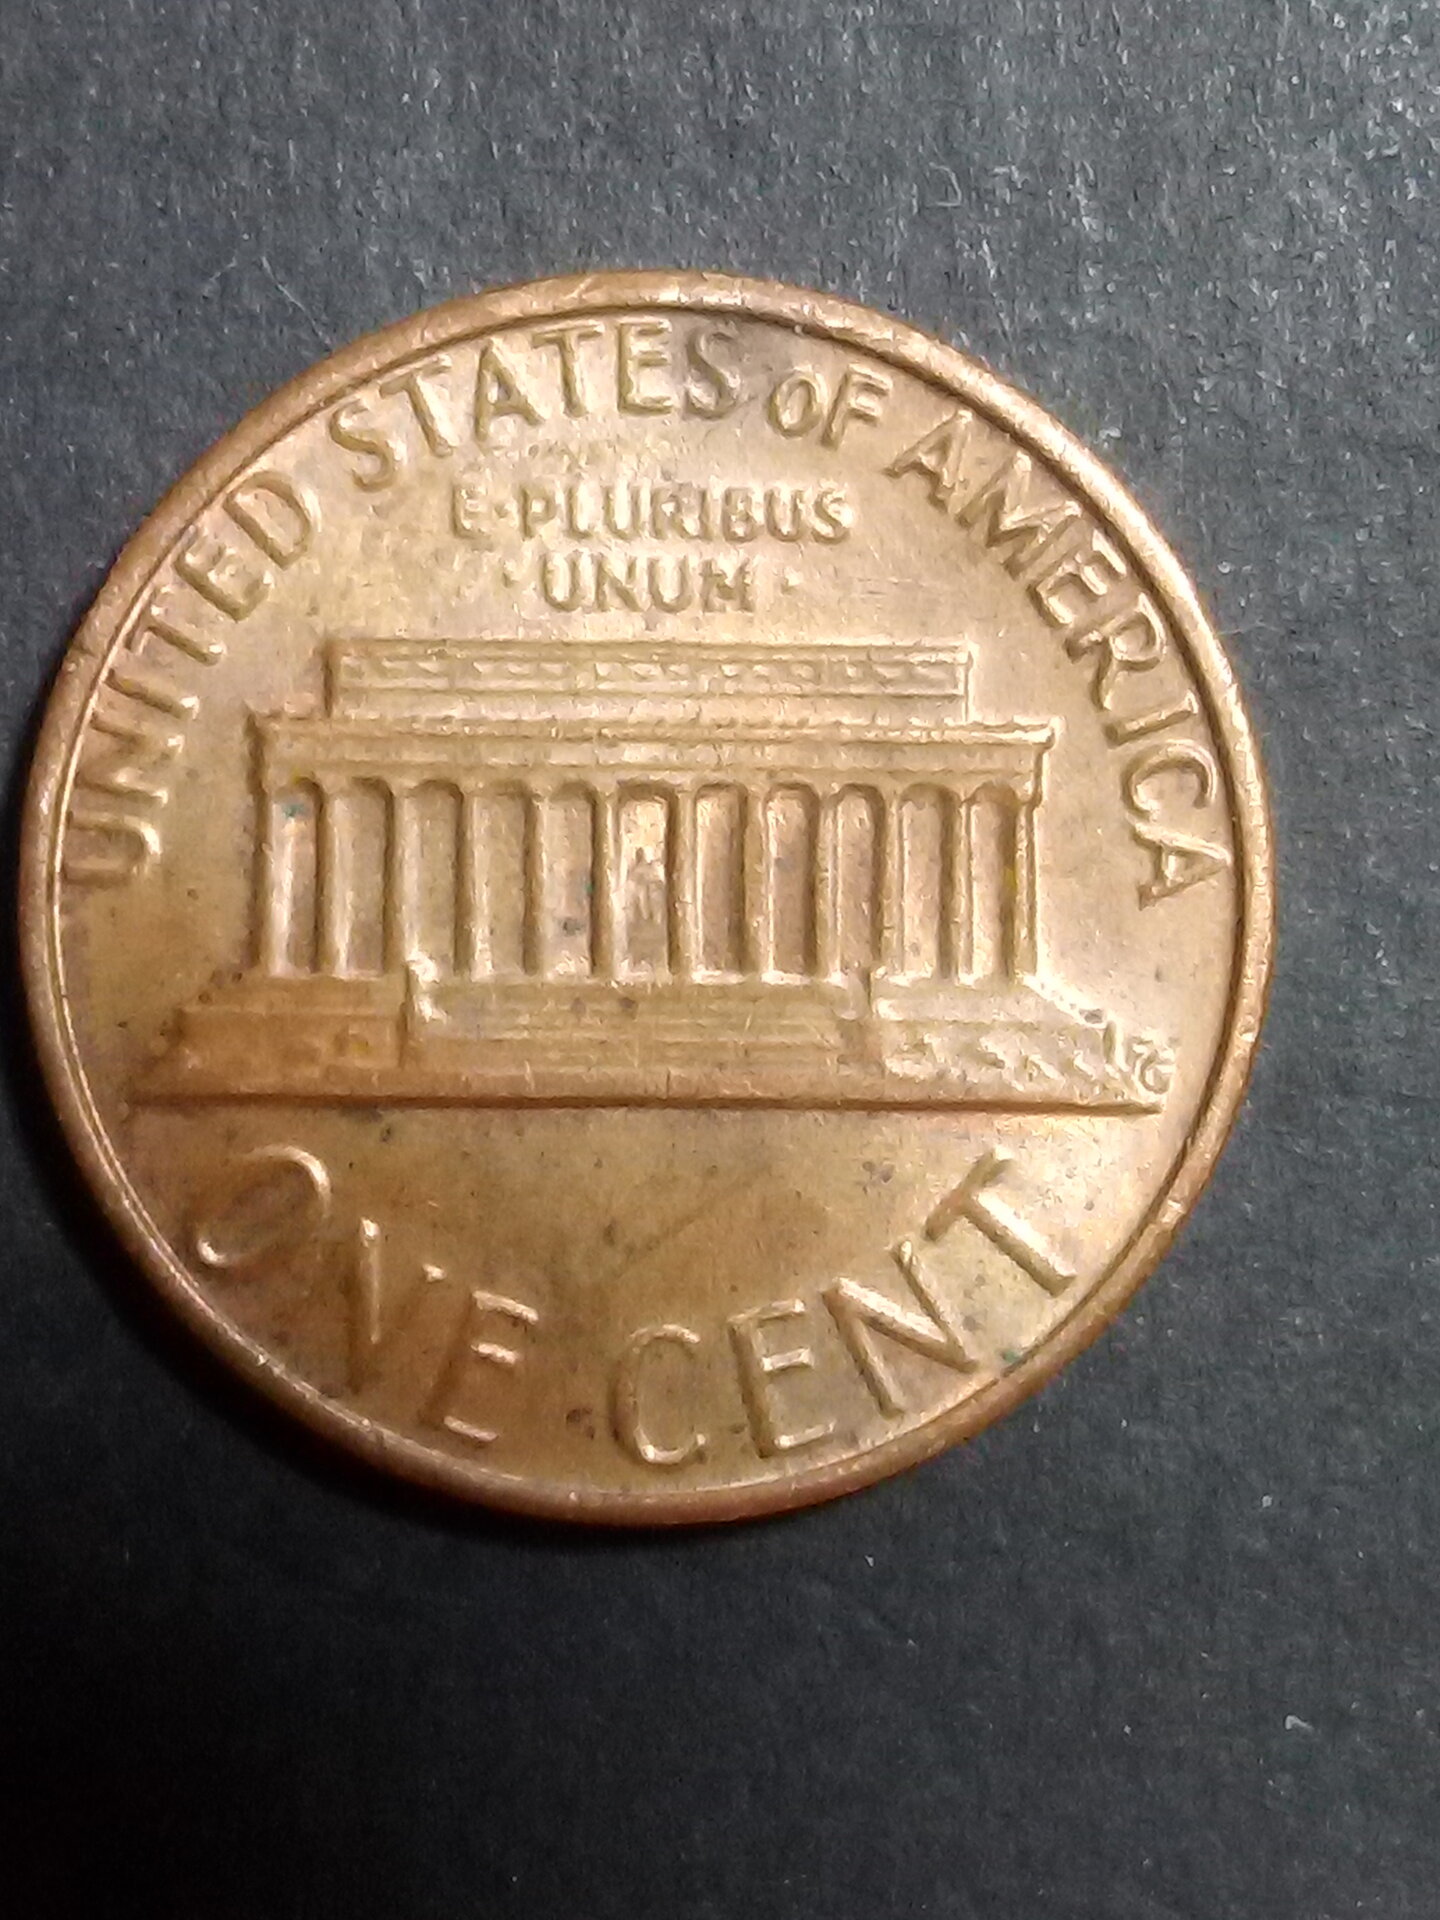 UNITED STATES OF AMERICA
E·PLURIBUS
·UNUM·
FG
ONE CENT